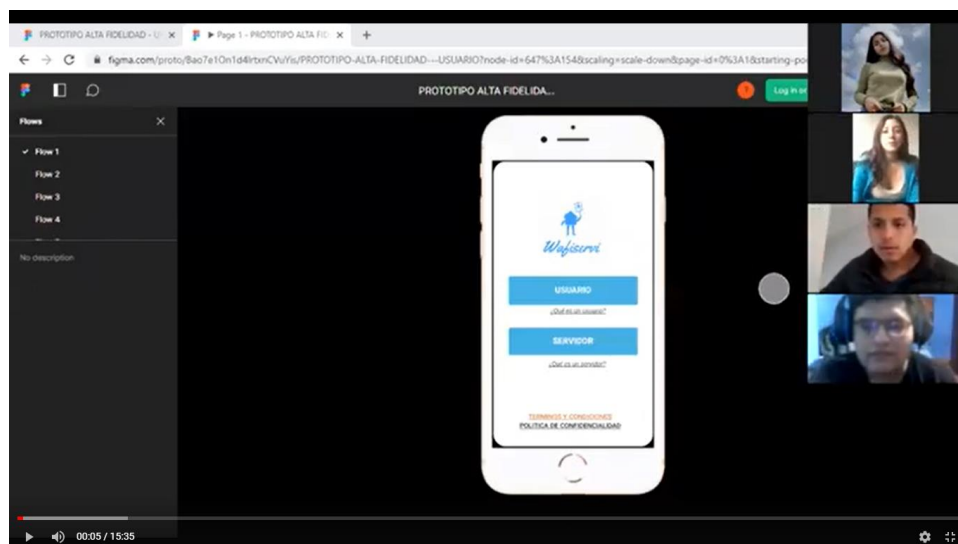 PROTOTIPO ALTA FIDELIDAD - U
Page 1 - PROTOTIPO ALTA FID
figma.com/proto/8ao7e1On1d4lrtxnCVuYis/PROTOTIPO-ALTA-FIDELIDAD---USUARIO?node-id=647%3A154&scaling=scale-down&page-id=0%3A1&starting-po
PROTOTIPO ALTA FIDELIDA...
Log in or
Flows
Flow 1
Flow 2
Flow 3
Flow 4
No description
Wafiservi
USUARIO
¿Qué es un usuario?
SERVIDOR
¿Qué es un servidor?
TERMINOS Y CONDICIONES
POLITICA DE CONFIDENCIALIDAD
00:05 / 15:35